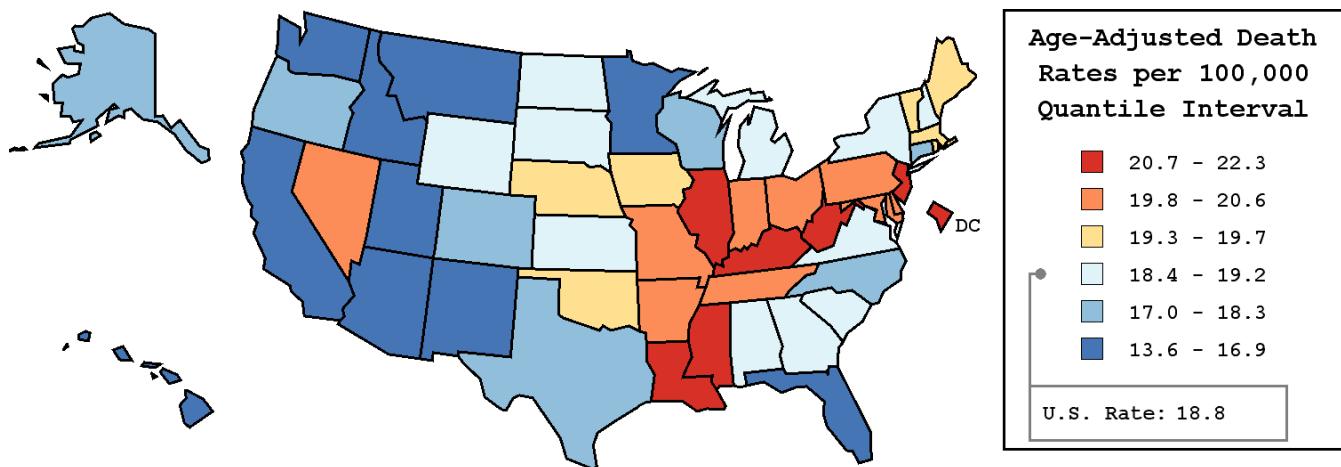 Age-Adjusted Death
Rates per 100,000
Quantile Interval
20.7 - 22.3
19.8 - 20.6
19.3 - 19.7
18.4 - 19.2
17.0 - 18.3
13.6 - 16.9
U.S. Rate: 18.8
DC